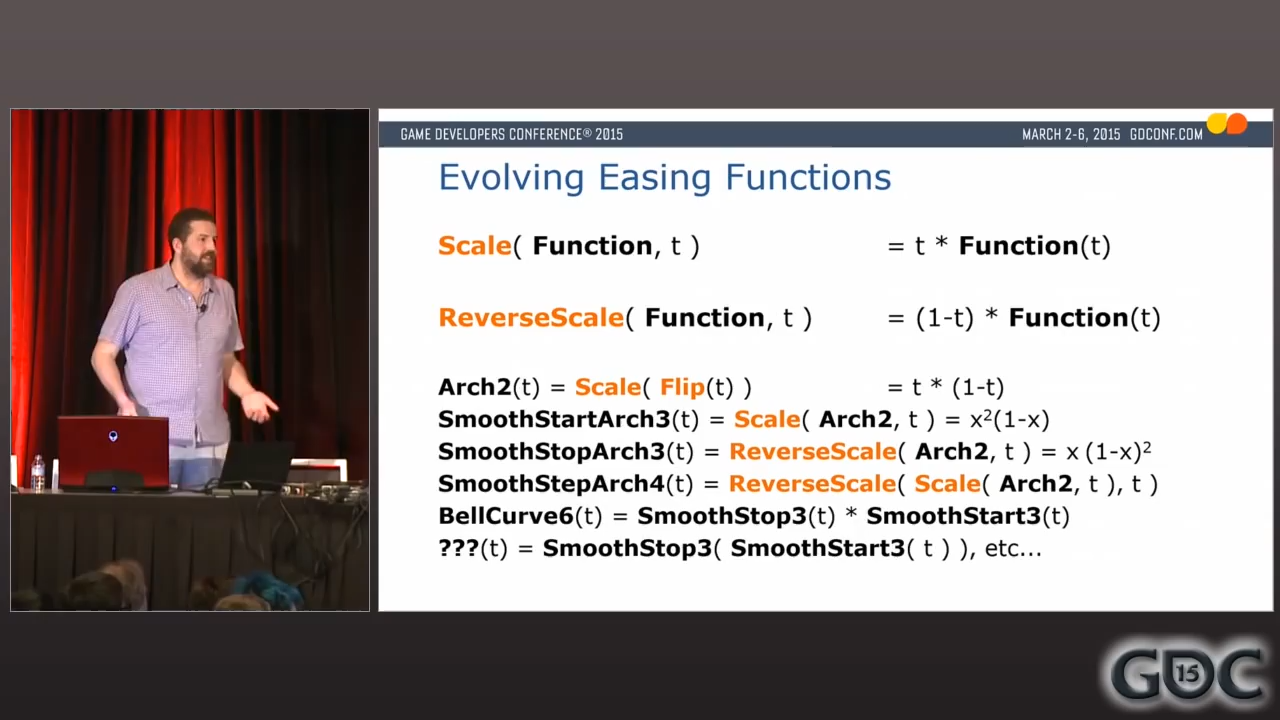 GAME DEVELOPERS CONFERENCE® 2015 MARCH 2-6, 2015 GDCONF.COM
Evolving Easing Functions
Scale( Function, t ) = t * Function(t)
ReverseScale( Function, t ) = (1-t) * Function(t)
Arch2(t) = Scale( Flip(t) ) = t * (1-t)
SmoothStartArch3(t) = Scale( Arch2, t ) = x²(1-x)
SmoothStopArch3(t) = ReverseScale( Arch2, t ) = x (1-x)²
SmoothStepArch4(t) = ReverseScale( Scale( Arch2, t ), t )
BellCurve6(t) = SmoothStop3(t) * SmoothStart3(t)
???(t) = SmoothStop3( SmoothStart3( t ) ), etc...
GDC 15